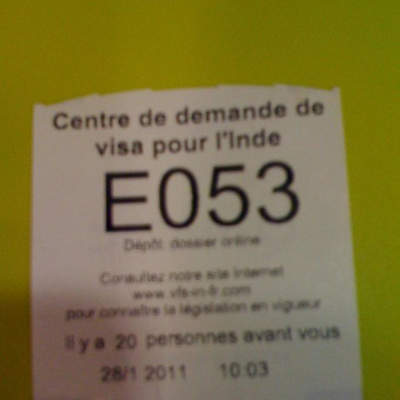 Centre de demande de
visa pour l'Inde
E053
Dépôt dossier online
Consultez notre site Internet
www.vfs-in-fr.com
pour connaître la législation en vigueur
Il y a 20 personnes avant vous
28/1 2011 10:03